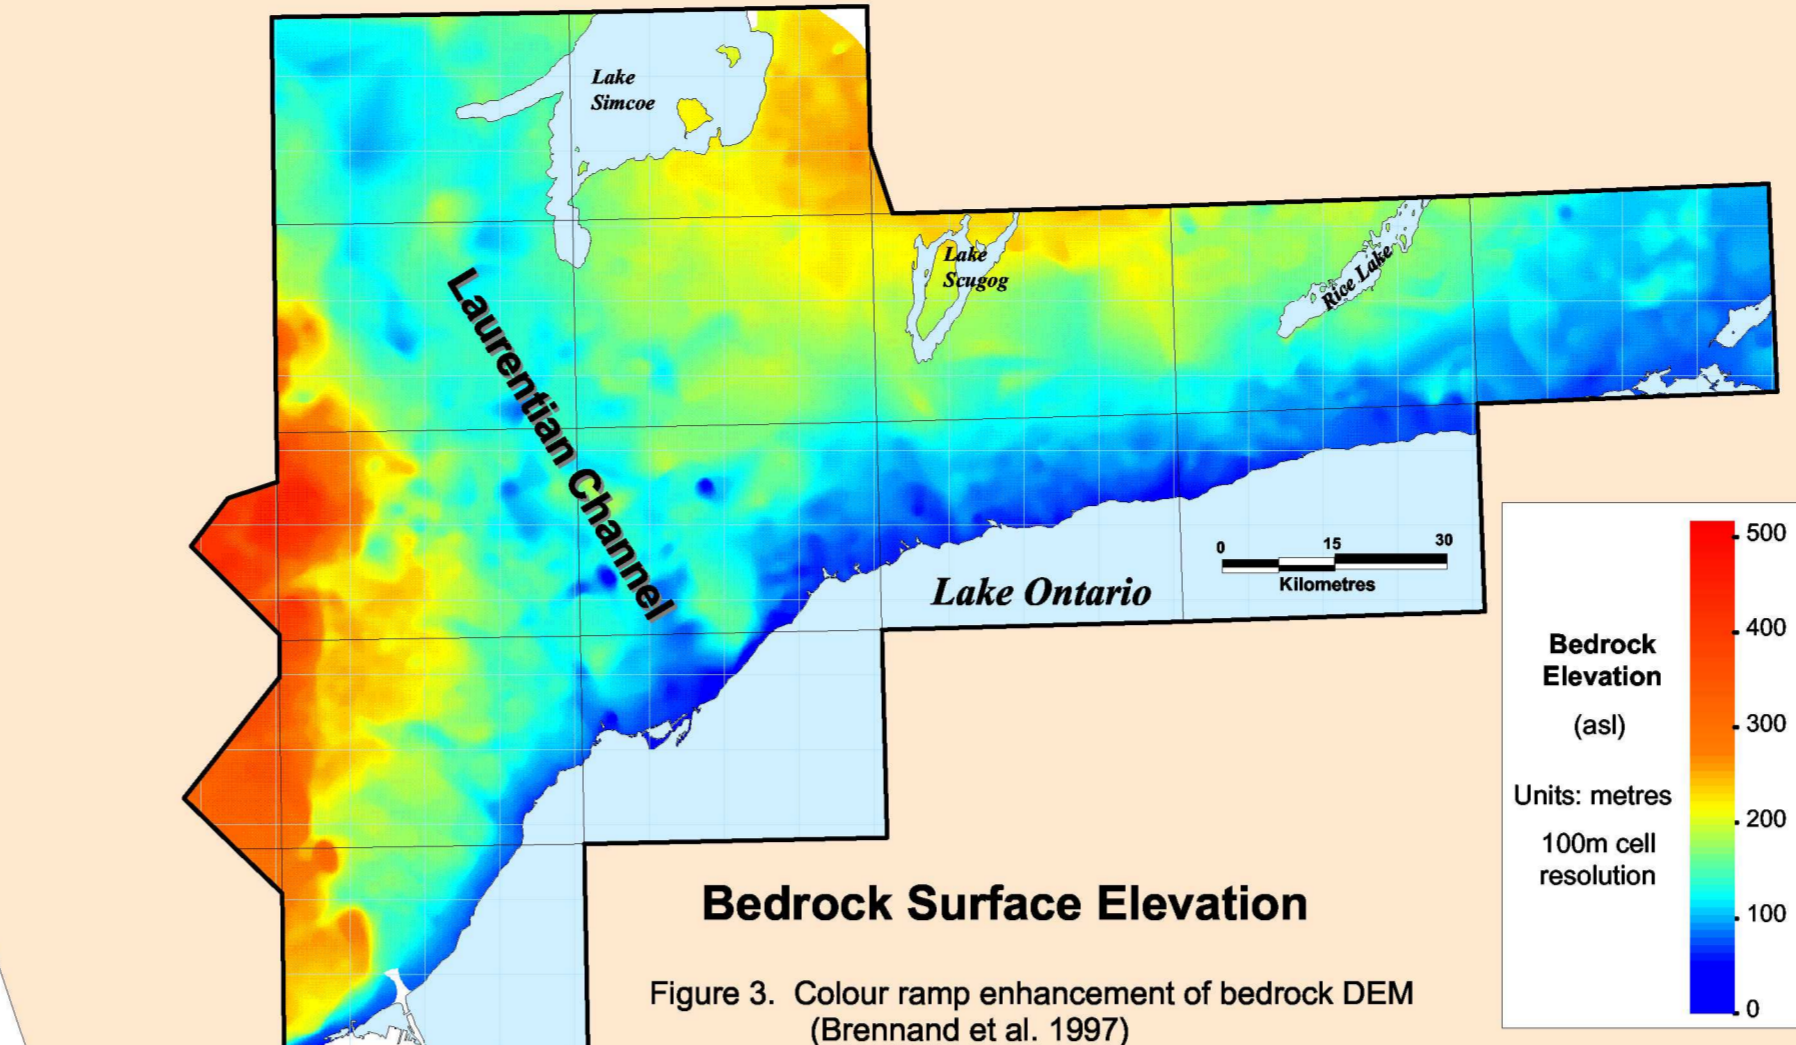 Lake
Simcoe
Lake
Scugog
Rice Lake
Laurentian Channel
Lake Ontario
0 15 30
Kilometres
Bedrock
Elevation
(asl)
Units: metres
100m cell
resolution
500
400
300
200
100
0
Bedrock Surface Elevation
Figure 3. Colour ramp enhancement of bedrock DEM
(Brennand et al. 1997)